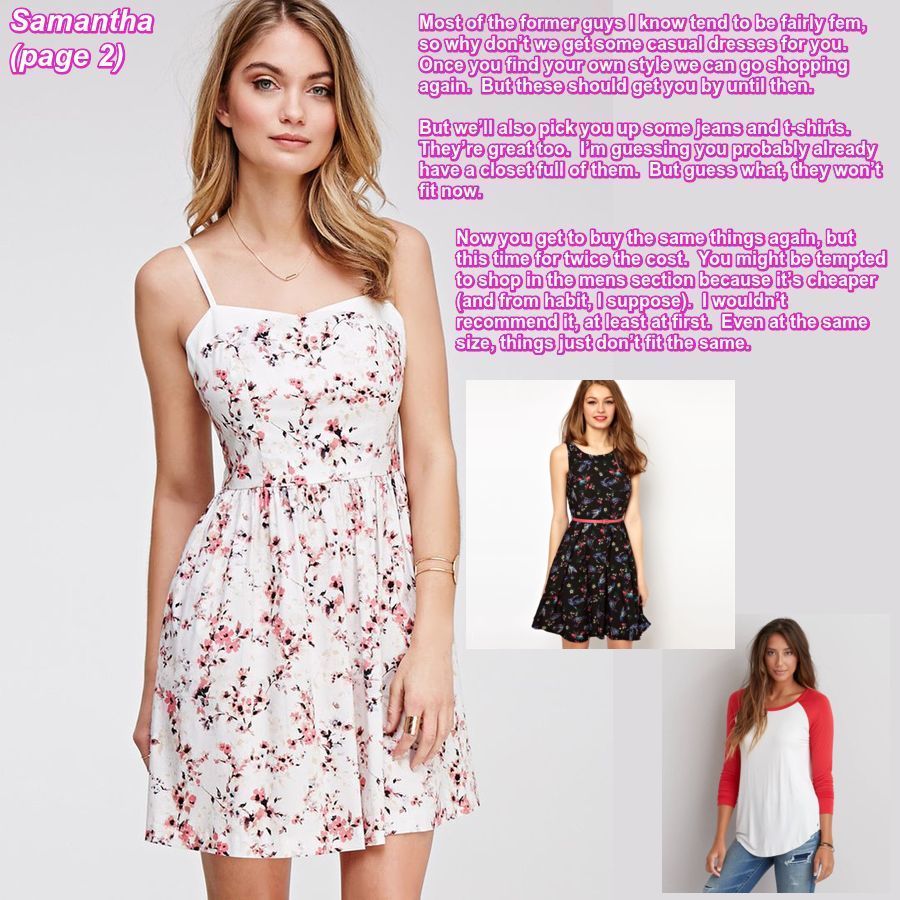 Samantha
(page 2)
Most of the former guys I know tend to be fairly fem,
so why don't we get some casual dresses for you.
Once you find your own style we can go shopping
again.  But these should get you by until then.
But we'll also pick you up some jeans and t-shirts.
They're great too.  I'm guessing you probably already
have a closet full of them.  But guess what, they won't
fit now.
Now you get to buy the same things again, but
this time for twice the cost.  You might be tempted
to shop in the mens section because it's cheaper
(and from habit, I suppose).  I wouldn't
recommend it, at least at first.  Even at the same
size, things just don't fit the same.